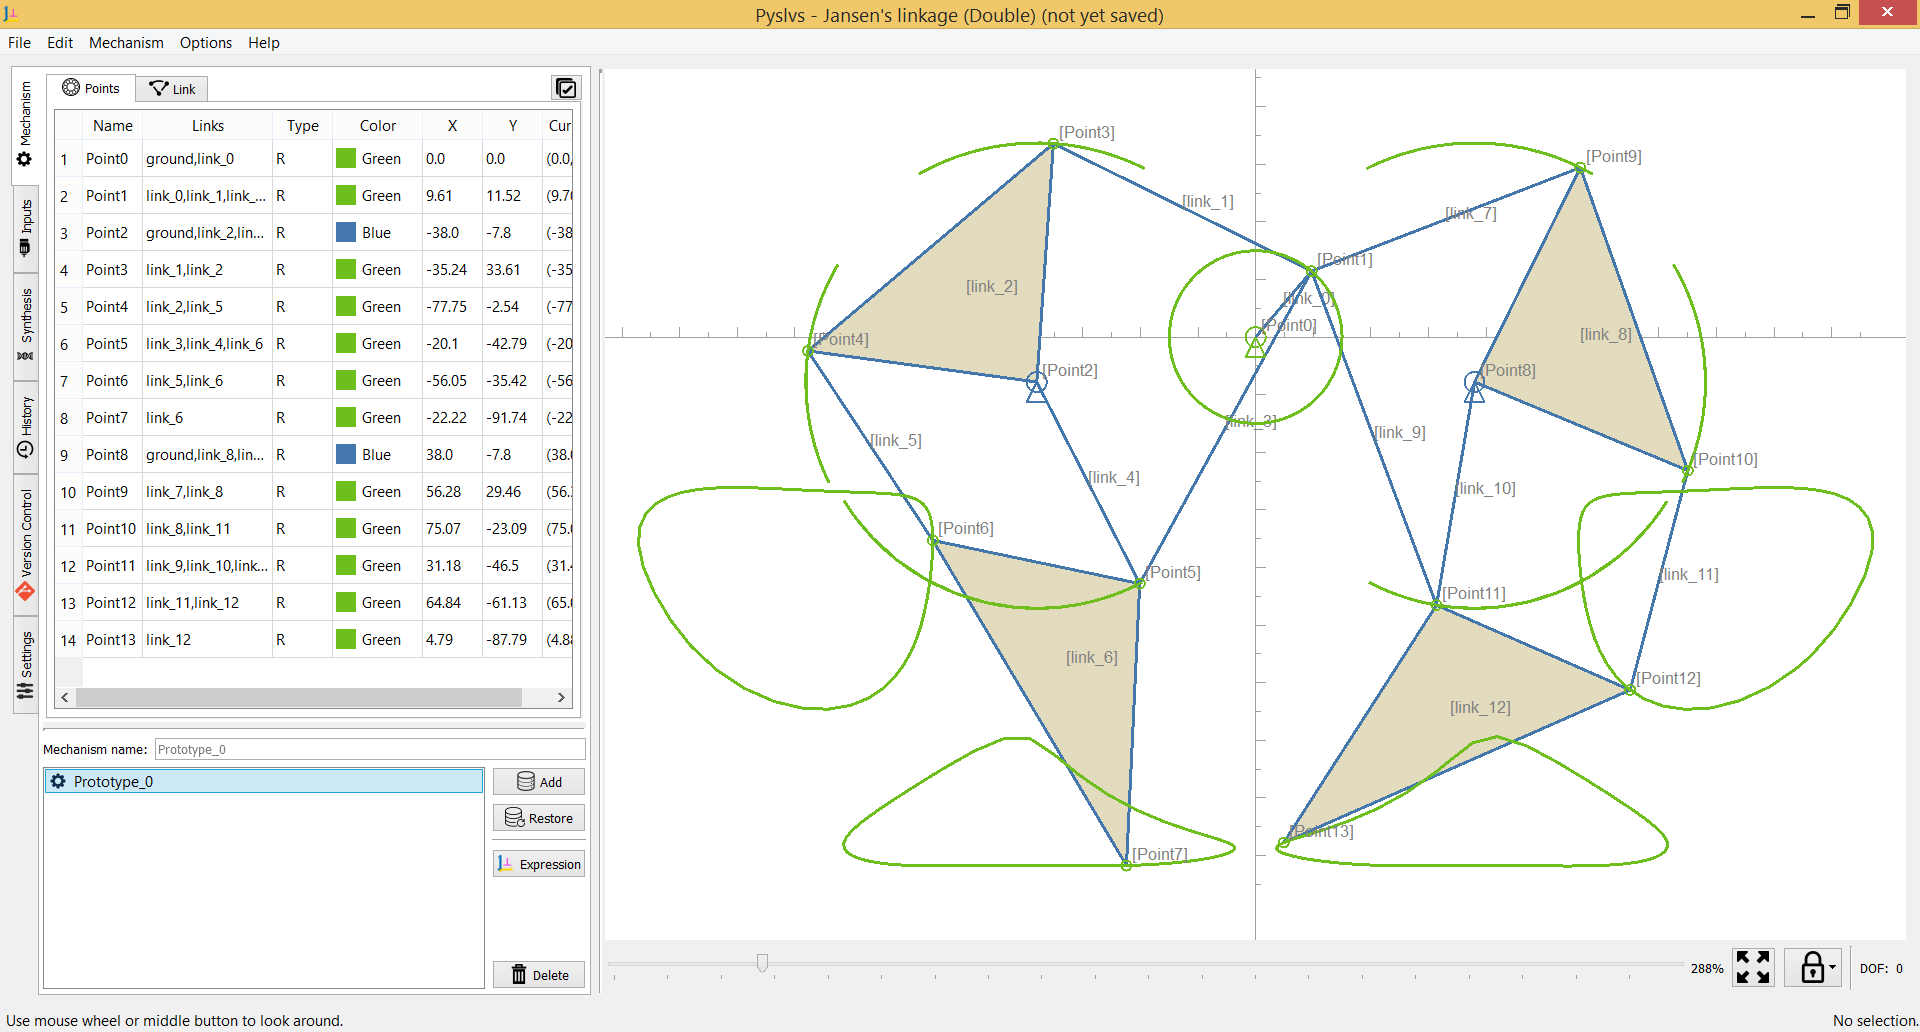 Pyslvs - Jansen's linkage (Double) (not yet saved)
File Edit Mechanism Options Help
Mechanism
Inputs
Synthesis
History
Version Control
Settings
Points Link
Name Links Type Color X Y Cur
1 Point0 ground,link_0 R Green 0.0 0.0 (0.0,
2 Point1 link_0,link_1,link_... R Green 9.61 11.52 (9.70
3 Point2 ground,link_2,lin... R Blue -38.0 -7.8 (-38
4 Point3 link_1,link_2 R Green -35.24 33.61 (-35
5 Point4 link_2,link_5 R Green -77.75 -2.54 (-77
6 Point5 link_3,link_4,link_6 R Green -20.1 -42.79 (-20
7 Point6 link_5,link_6 R Green -56.05 -35.42 (-56
8 Point7 link_6 R Green -22.22 -91.74 (-22
9 Point8 ground,link_8,lin... R Blue 38.0 -7.8 (38.0
10 Point9 link_7,link_8 R Green 56.28 29.46 (56.
11 Point10 link_8,link_11 R Green 75.07 -23.09 (75.0
12 Point11 link_9,link_10,link... R Green 31.18 -46.5 (31.4
13 Point12 link_11,link_12 R Green 64.84 -61.13 (65.0
14 Point13 link_12 R Green 4.79 -87.79 (4.88
Mechanism name: Prototype_0
Prototype_0
Add
Restore
Expression
Delete
[Point3]
[Point9]
[link_1]
[link_7]
[Point1]
[link_2]
[link_0]
[Point0]
[link_8]
[Point4]
[Point2]
[Point8]
[link_3]
[link_5]
[link_9]
[Point10]
[link_4]
[link_10]
[Point6]
[Point5]
[link_11]
[Point11]
[link_6]
[Point12]
[link_12]
[Point13]
[Point7]
288%
DOF: 0
Use mouse wheel or middle button to look around.
No selection.